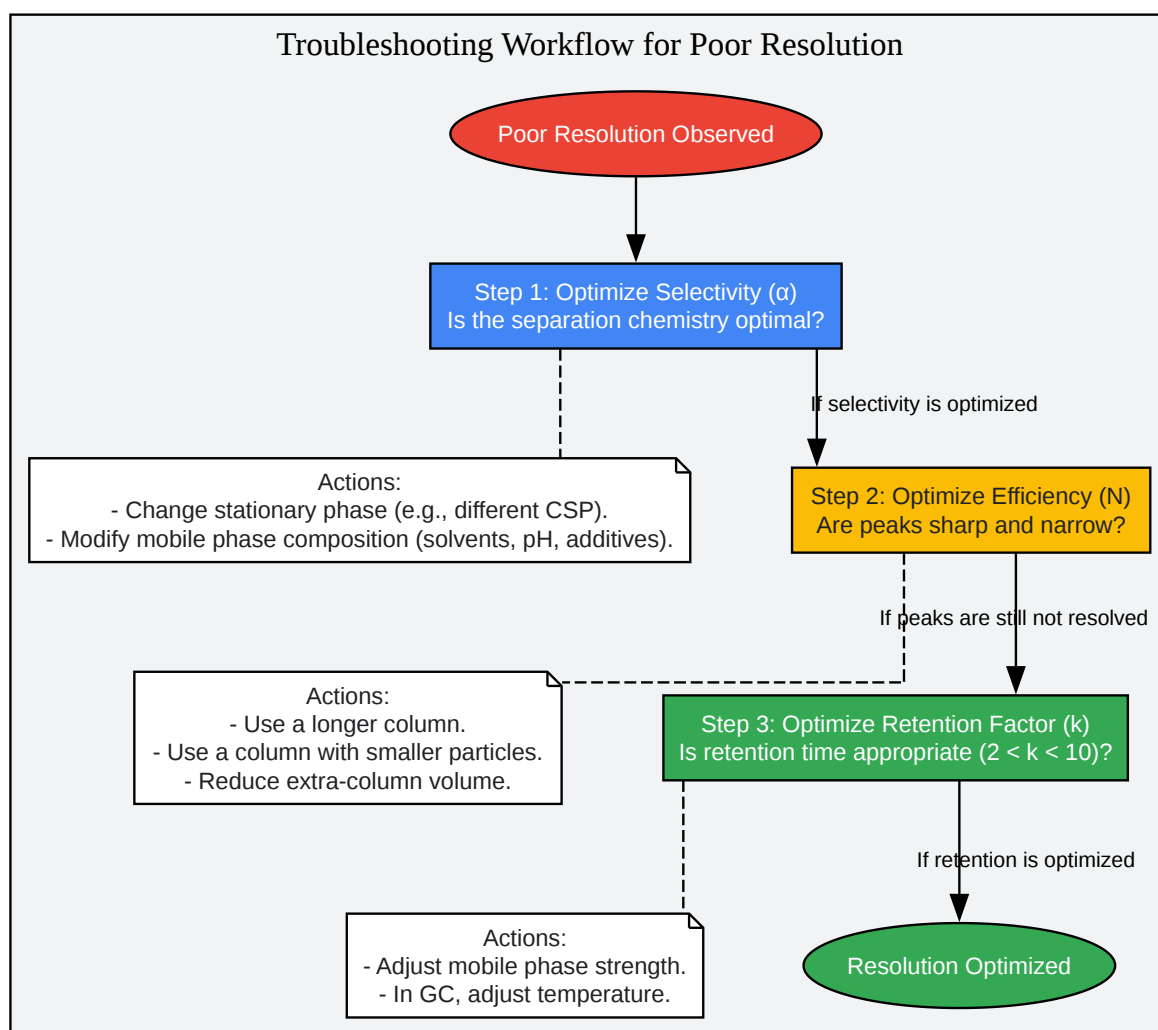 Troubleshooting Workflow for Poor Resolution
Poor Resolution Observed
Step 1: Optimize Selectivity (α)
Is the separation chemistry optimal?
If selectivity is optimized
Actions:
- Change stationary phase (e.g., different CSP).
- Modify mobile phase composition (solvents, pH, additives).
Step 2: Optimize Efficiency (N)
Are peaks sharp and narrow?
If peaks are still not resolved
Actions:
- Use a longer column.
- Use a column with smaller particles.
- Reduce extra-column volume.
Step 3: Optimize Retention Factor (k)
Is retention time appropriate (2 < k < 10)?
If retention is optimized
Actions:
- Adjust mobile phase strength.
- In GC, adjust temperature.
Resolution Optimized